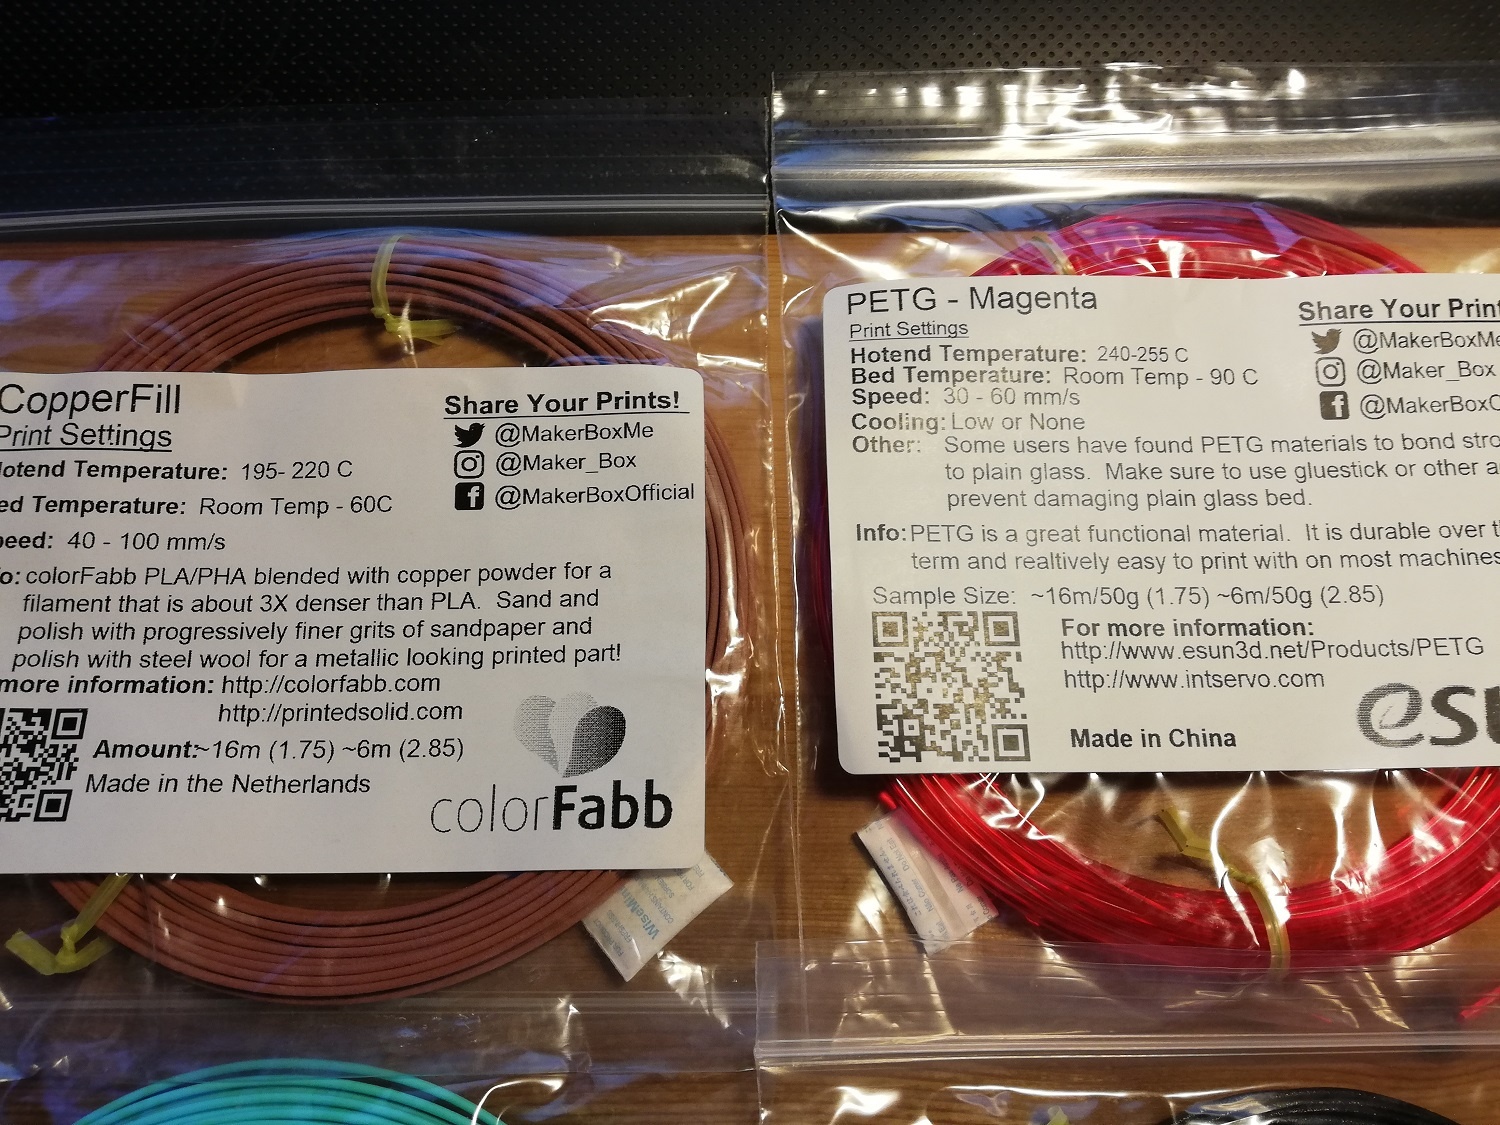 CopperFill
Print Settings
Hotend Temperature: 195- 220 C
Bed Temperature: Room Temp - 60C
Speed: 40 - 100 mm/s
Info: colorFabb PLA/PHA blended with copper powder for a
filament that is about 3X denser than PLA. Sand and
polish with progressively finer grits of sandpaper and
polish with steel wool for a metallic looking printed part!
more information: http://colorfabb.com
http://printedsolid.com
Amount:~16m (1.75) ~6m (2.85)
Made in the Netherlands
Share Your Prints!
@MakerBoxMe
@Maker_Box
@MakerBoxOfficial
colorFabb
PETG - Magenta
Print Settings
Hotend Temperature: 240-255 C
Bed Temperature: Room Temp - 90 C
Speed: 30 - 60 mm/s
Cooling: Low or None
Other: Some users have found PETG materials to bond stro
to plain glass. Make sure to use gluestick or other a
prevent damaging plain glass bed.
Info: PETG is a great functional material. It is durable over t
term and realtively easy to print with on most machines
Sample Size: ~16m/50g (1.75) ~6m/50g (2.85)
For more information:
http://www.esun3d.net/Products/PETG
http://www.intservo.com
Made in China
Share Your Print
@MakerBoxMe
@Maker_Box
@MakerBoxO
esu